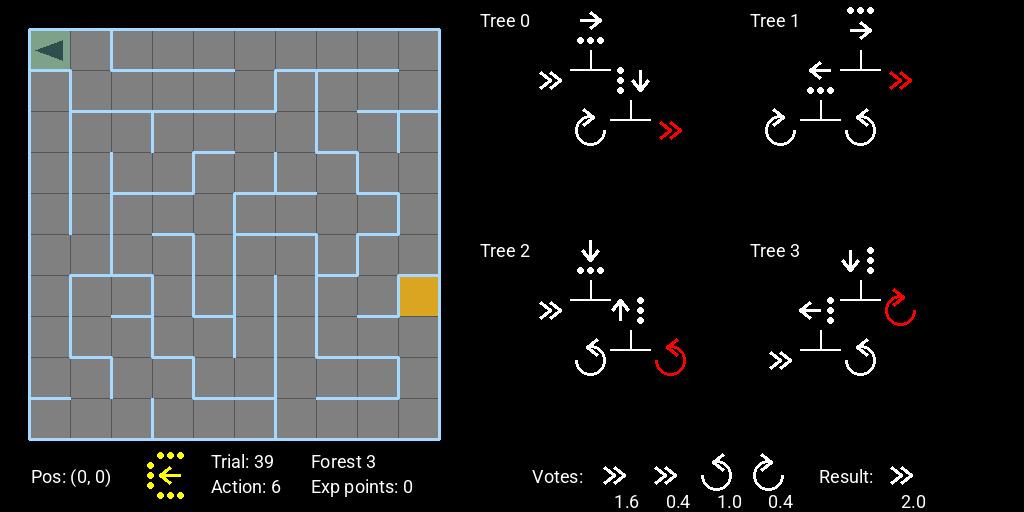 Tree 0
Tree 1
Tree 2
Tree 3
Pos: (0, 0)
Trial: 39
Forest 3
Action: 6
Exp points: 0
Votes:
Result:
1.6
0.4
1.0
0.4
2.0